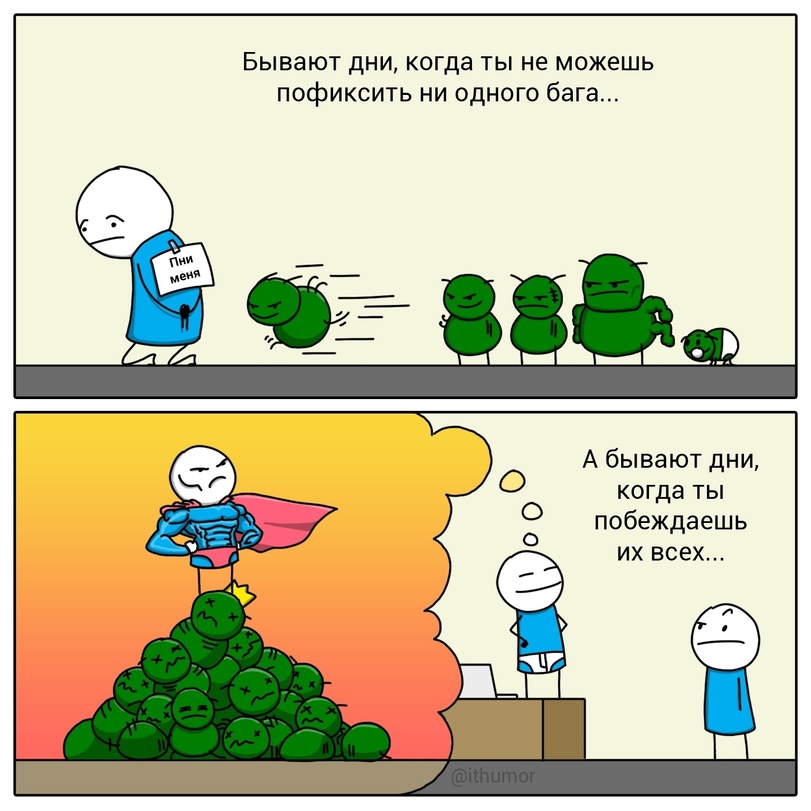 Бывают дни, когда ты не можешь
пофиксить ни одного бага...
Пни
меня
А бывают дни,
когда ты
побеждаешь
их всех...
@ithumor